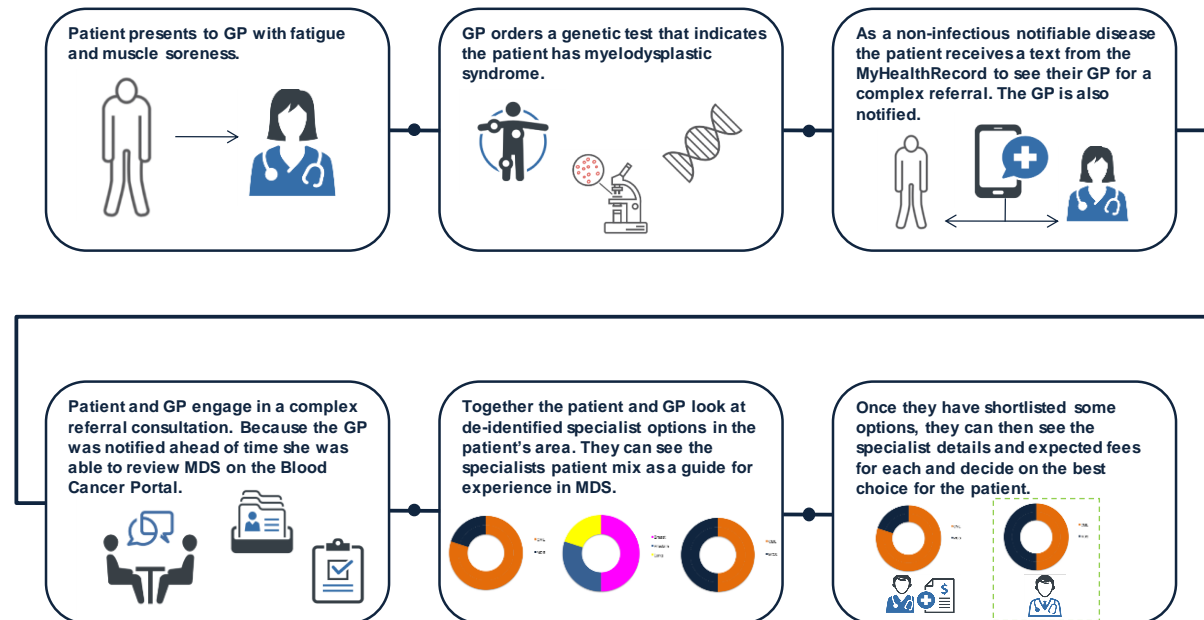 Patient presents to GP with fatigue
and muscle soreness.
GP orders a genetic test that indicates
the patient has myelodysplastic
syndrome.
As a non-infectious notifiable disease
the patient receives a text from the
MyHealthRecord to see their GP for a
complex referral. The GP is also
notified.
Patient and GP engage in a complex
referral consultation. Because the GP
was notified ahead of time she was
able to review MDS on the Blood
Cancer Portal.
Together the patient and GP look at
de-identified specialist options in the
patient's area. They can see the
specialists patient mix as a guide for
experience in MDS.
Once they have shortlisted some
options, they can then see the
specialist details and expected fees
for each and decide on the best
choice for the patient.
$